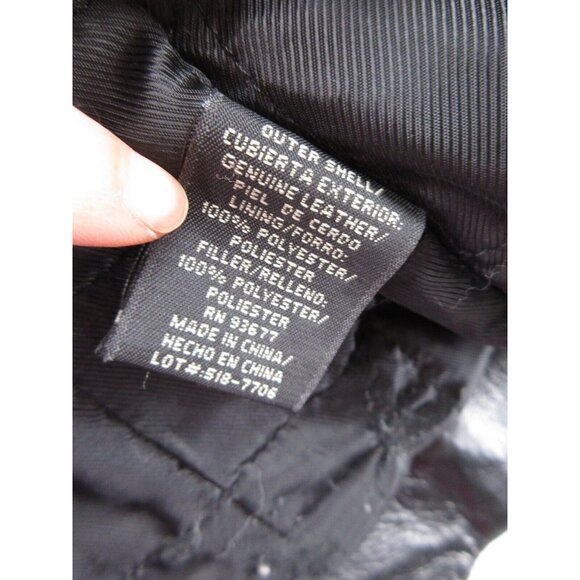 OUTER SHELL/
CUBIERTA EXTERIOR:
GENUINE LEATHER/
PIEL DE CERDO
LINING/FORRO:
100% POLYESTER/
POLIESTER
FILLER/RELLENO:
100% POLYESTER/
POLIESTER
RN 93677
MADE IN CHINA/
HECHO EN CHINA
LOT#:518-7706